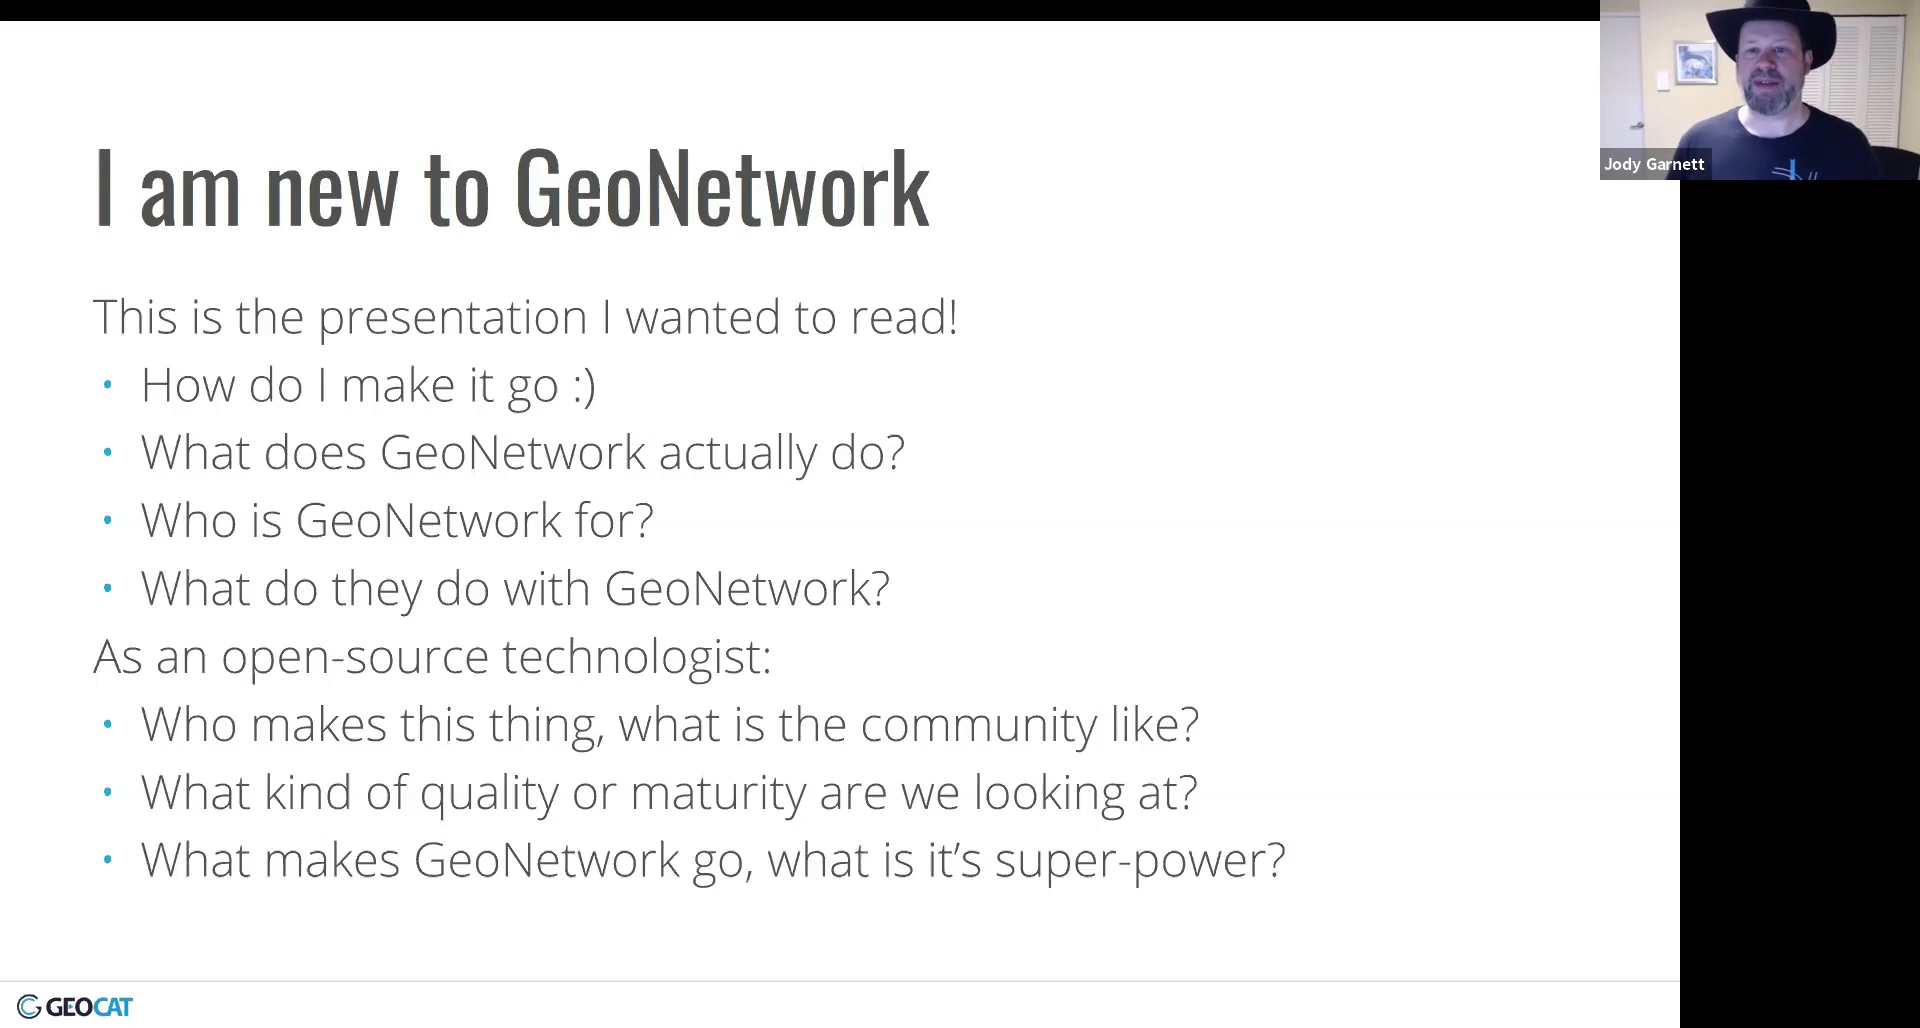 I am new to GeoNetwork
This is the presentation I wanted to read!
• How do I make it go :)
• What does GeoNetwork actually do?
• Who is GeoNetwork for?
• What do they do with GeoNetwork?
As an open-source technologist:
• Who makes this thing, what is the community like?
• What kind of quality or maturity are we looking at?
• What makes GeoNetwork go, what is it’s super-power?
GEOCAT
Jody Garnett